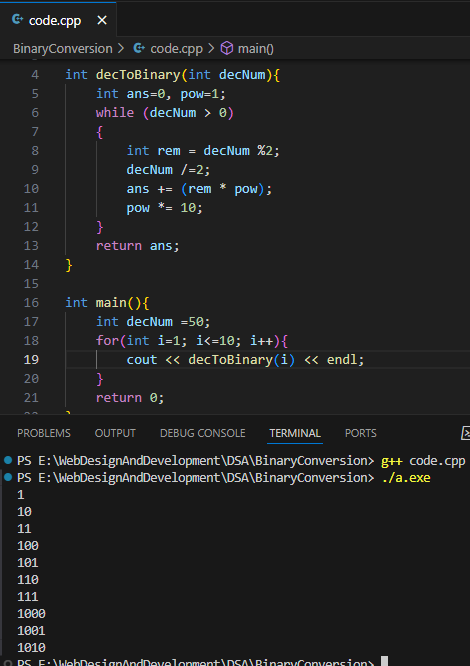 code.cpp ×
BinaryConversion > code.cpp > main()
4 int decToBinary(int decNum){
5 int ans=0, pow=1;
6 while (decNum > 0)
7 {
8 int rem = decNum %2;
9 decNum /=2;
10 ans += (rem * pow);
11 pow *= 10;
12 }
13 return ans;
14 }
15
16 int main(){
17 int decNum =50;
18 for(int i=1; i<=10; i++){
19 cout << decToBinary(i) << endl;
20 }
21 return 0;
PROBLEMS OUTPUT DEBUG CONSOLE TERMINAL PORTS
PS E:\WebDesignAndDevelopment\DSA\BinaryConversion> g++ code.cpp
PS E:\WebDesignAndDevelopment\DSA\BinaryConversion> ./a.exe
1
10
11
100
101
110
111
1000
1001
1010
PS E:\WebDesignAndDevelopment\DSA\BinaryConversion>